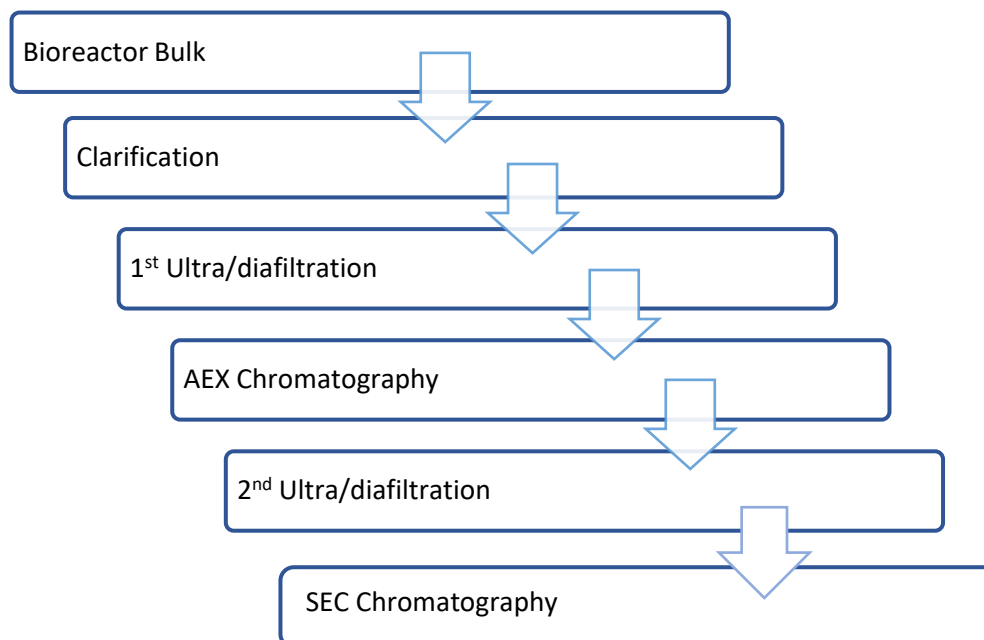 Bioreactor Bulk
Clarification
1st Ultra/diafiltration
AEX Chromatography
2nd Ultra/diafiltration
SEC Chromatography